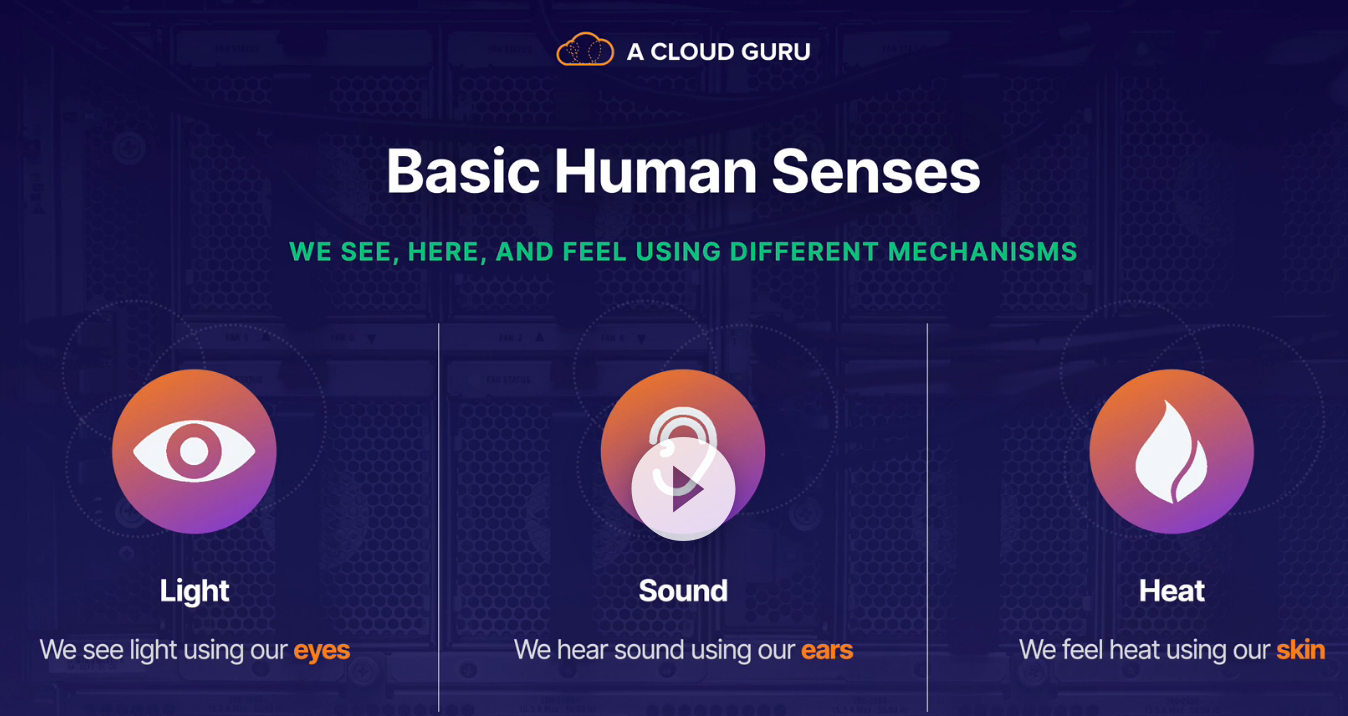 A CLOUD GURU
Basic Human Senses
WE SEE, HERE, AND FEEL USING DIFFERENT MECHANISMS
Light
Sound
Heat
We see light using our eyes
We hear sound using our ears
We feel heat using our skin